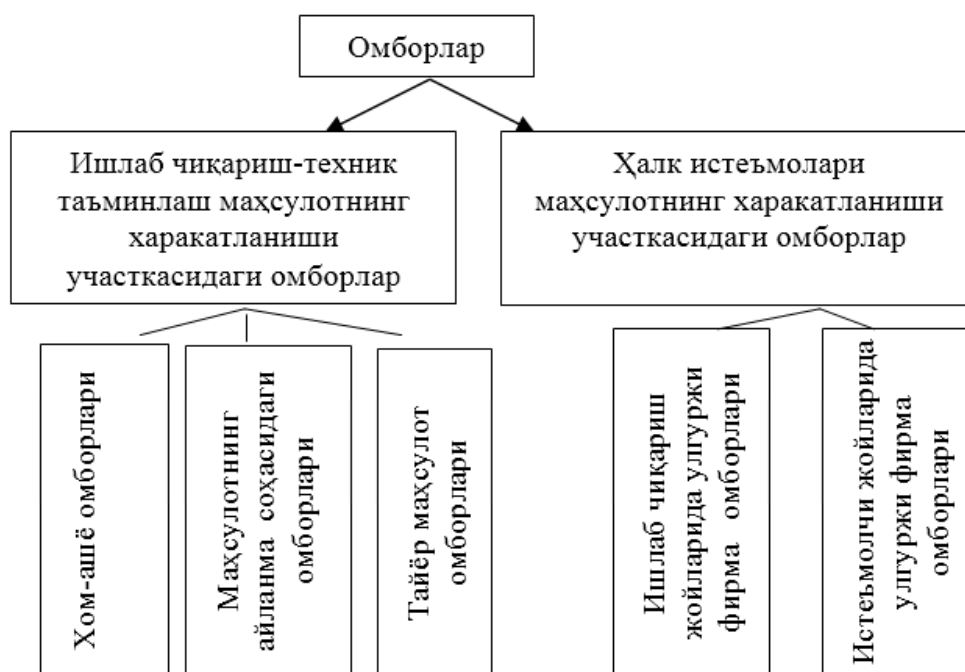 Омборлар
Ишлаб чиқариш-техник
таъминлаш маҳсулотнинг
харакатланиши
участкасидаги омборлар
Ҳалк истеъмолари
маҳсулотнинг харакатланиши
участкасидаги омборлар
Хом-ашё омборлари
Маҳсулотнинг
айланма соҳасидаги
омборлари
Тайёр маҳсулот
омборлари
Ишлаб чиқариш
жойларида улгуржи
фирма омборлари
Истеъмолчи жойларида
улгуржи фирма
омборлари